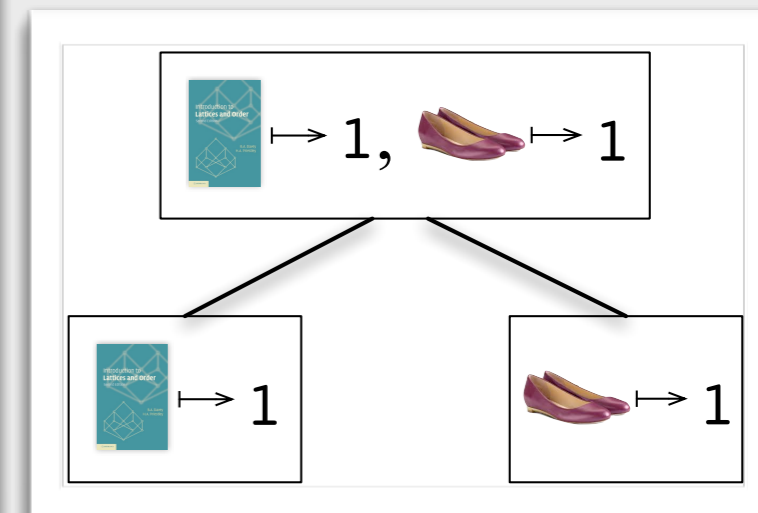 Introduction to
Lattices and Order
↦ 1, ↦ 1
Introduction to
Lattices and Order
↦ 1
↦ 1